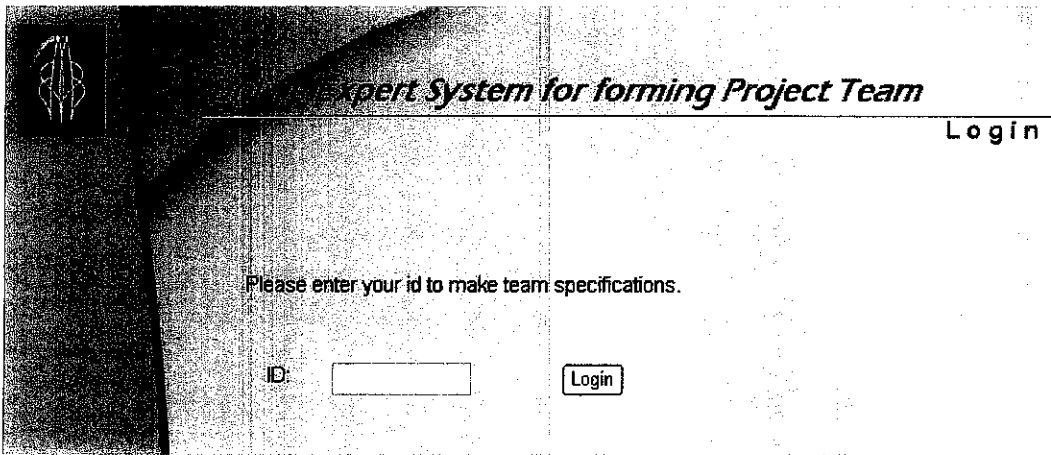 Expert System for forming Project Team
Login
Please enter your id to make team specifications.
ID:
Login